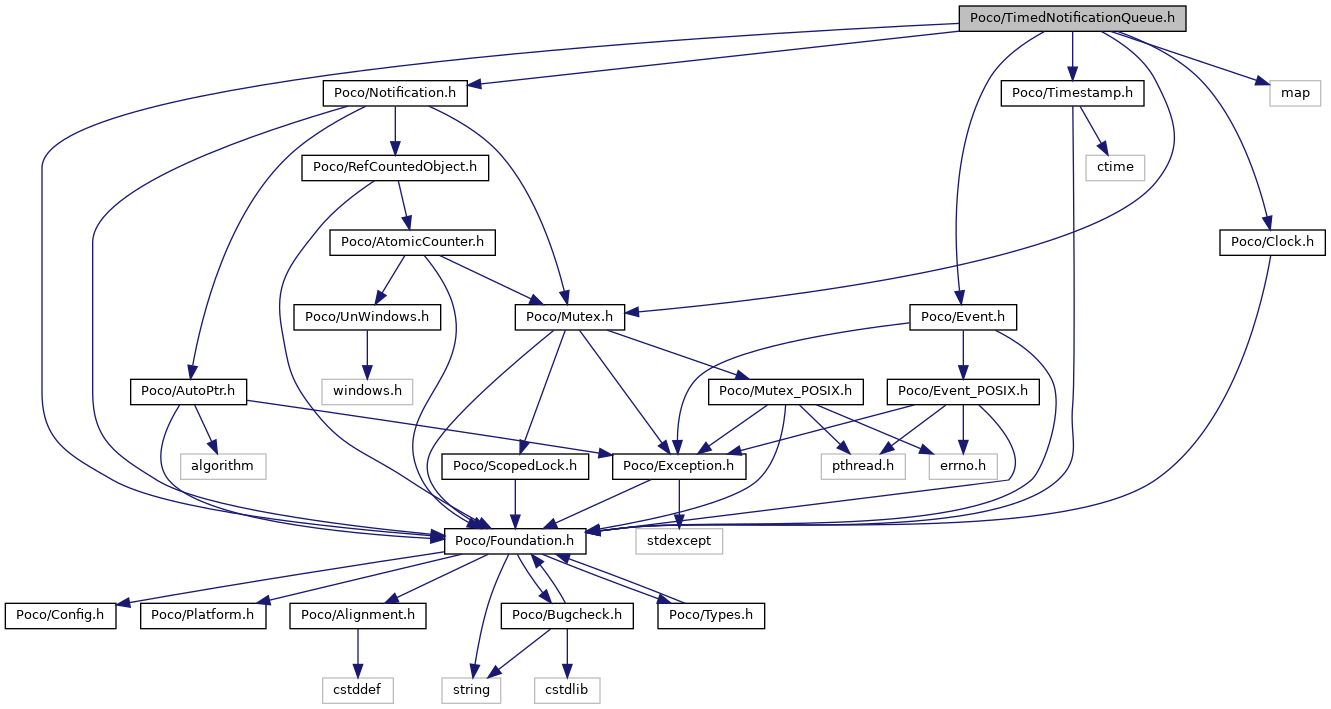 Poco/TimedNotificationQueue.h
Poco/Notification.h
Poco/Timestamp.h
map
Poco/RefCountedObject.h
ctime
Poco/AtomicCounter.h
Poco/Clock.h
Poco/UnWindows.h
Poco/Mutex.h
Poco/Event.h
Poco/AutoPtr.h
windows.h
Poco/Mutex_POSIX.h
Poco/Event_POSIX.h
algorithm
Poco/ScopedLock.h
Poco/Exception.h
pthread.h
errno.h
Poco/Foundation.h
stdexcept
Poco/Config.h
Poco/Platform.h
Poco/Alignment.h
Poco/Bugcheck.h
Poco/Types.h
cstddef
string
cstdlib